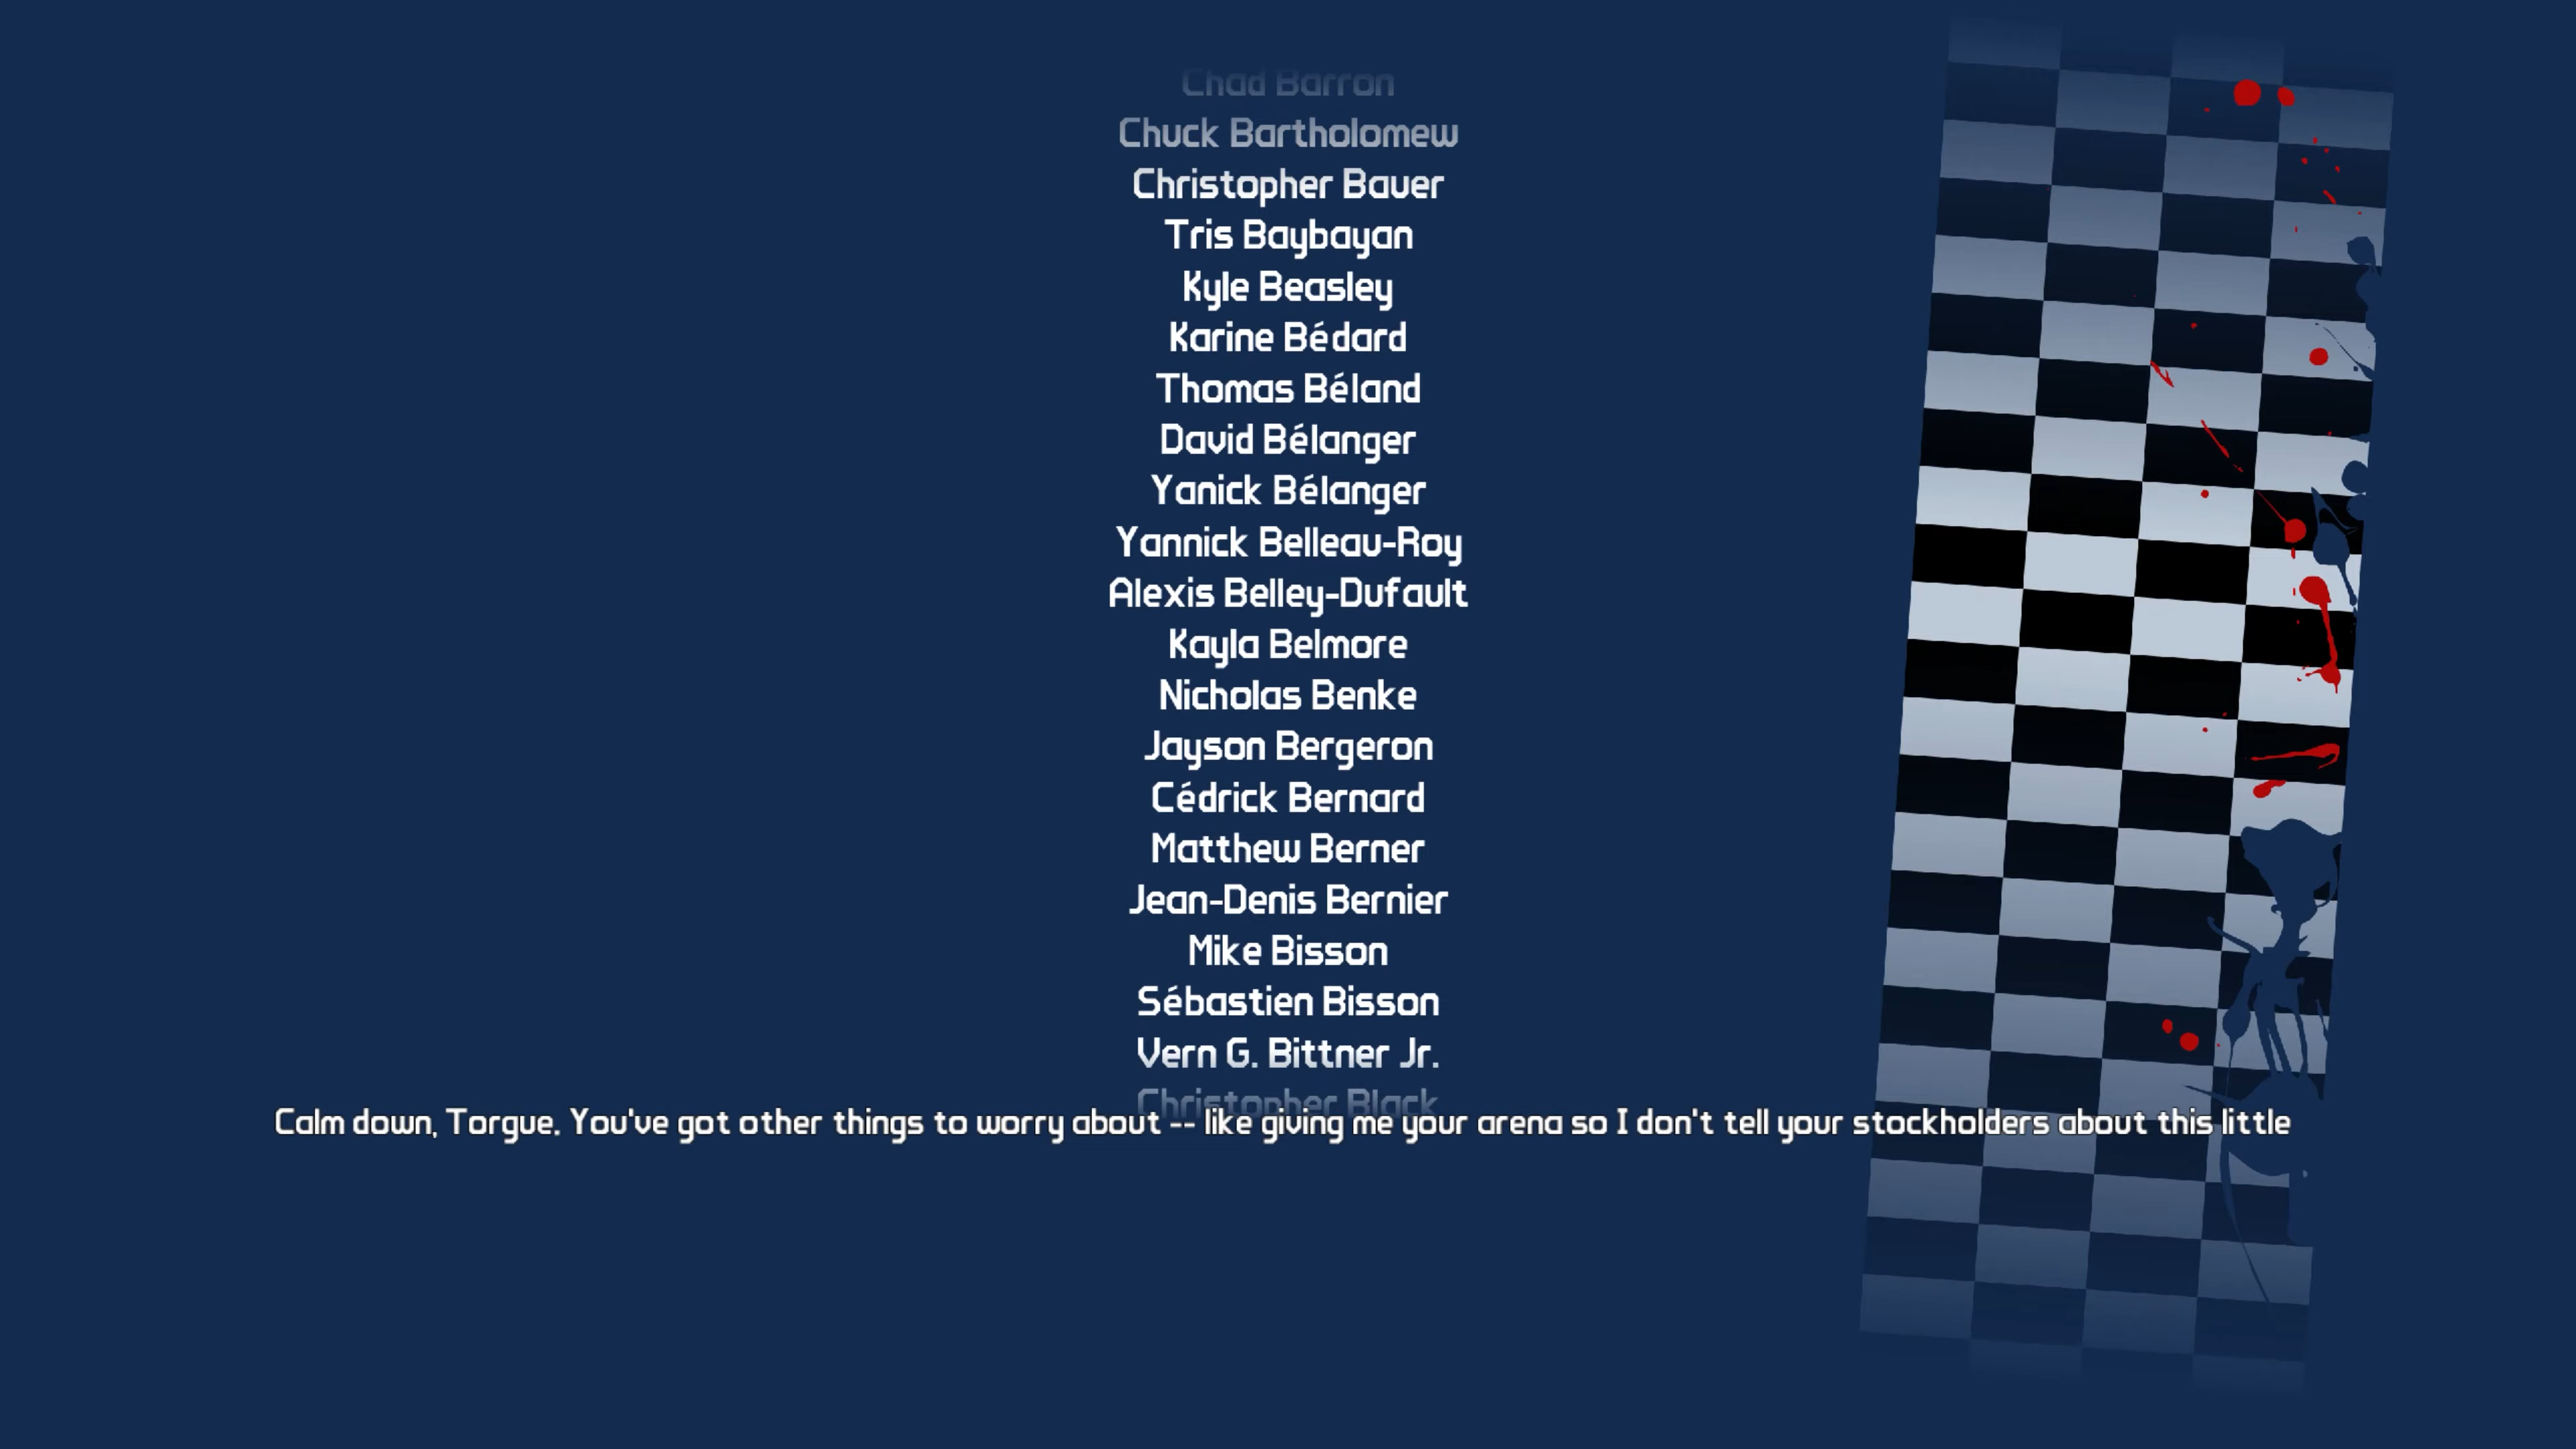 Chad Barron
Chuck Bartholomew
Christopher Bauer
Tris Baybayan
Kyle Beasley
Karine Bédard
Thomas Béland
David Bélanger
Yanick Bélanger
Yannick Belleau-Roy
Alexis Belley-Dufault
Kayla Belmore
Nicholas Benke
Jayson Bergeron
Cédrick Bernard
Matthew Berner
Jean-Denis Bernier
Mike Bisson
Sébastien Bisson
Vern G. Bittner Jr.
Christopher Black
Calm down, Torgue. You've got other things to worry about -- like giving me your arena so I don't tell your stockholders about this little